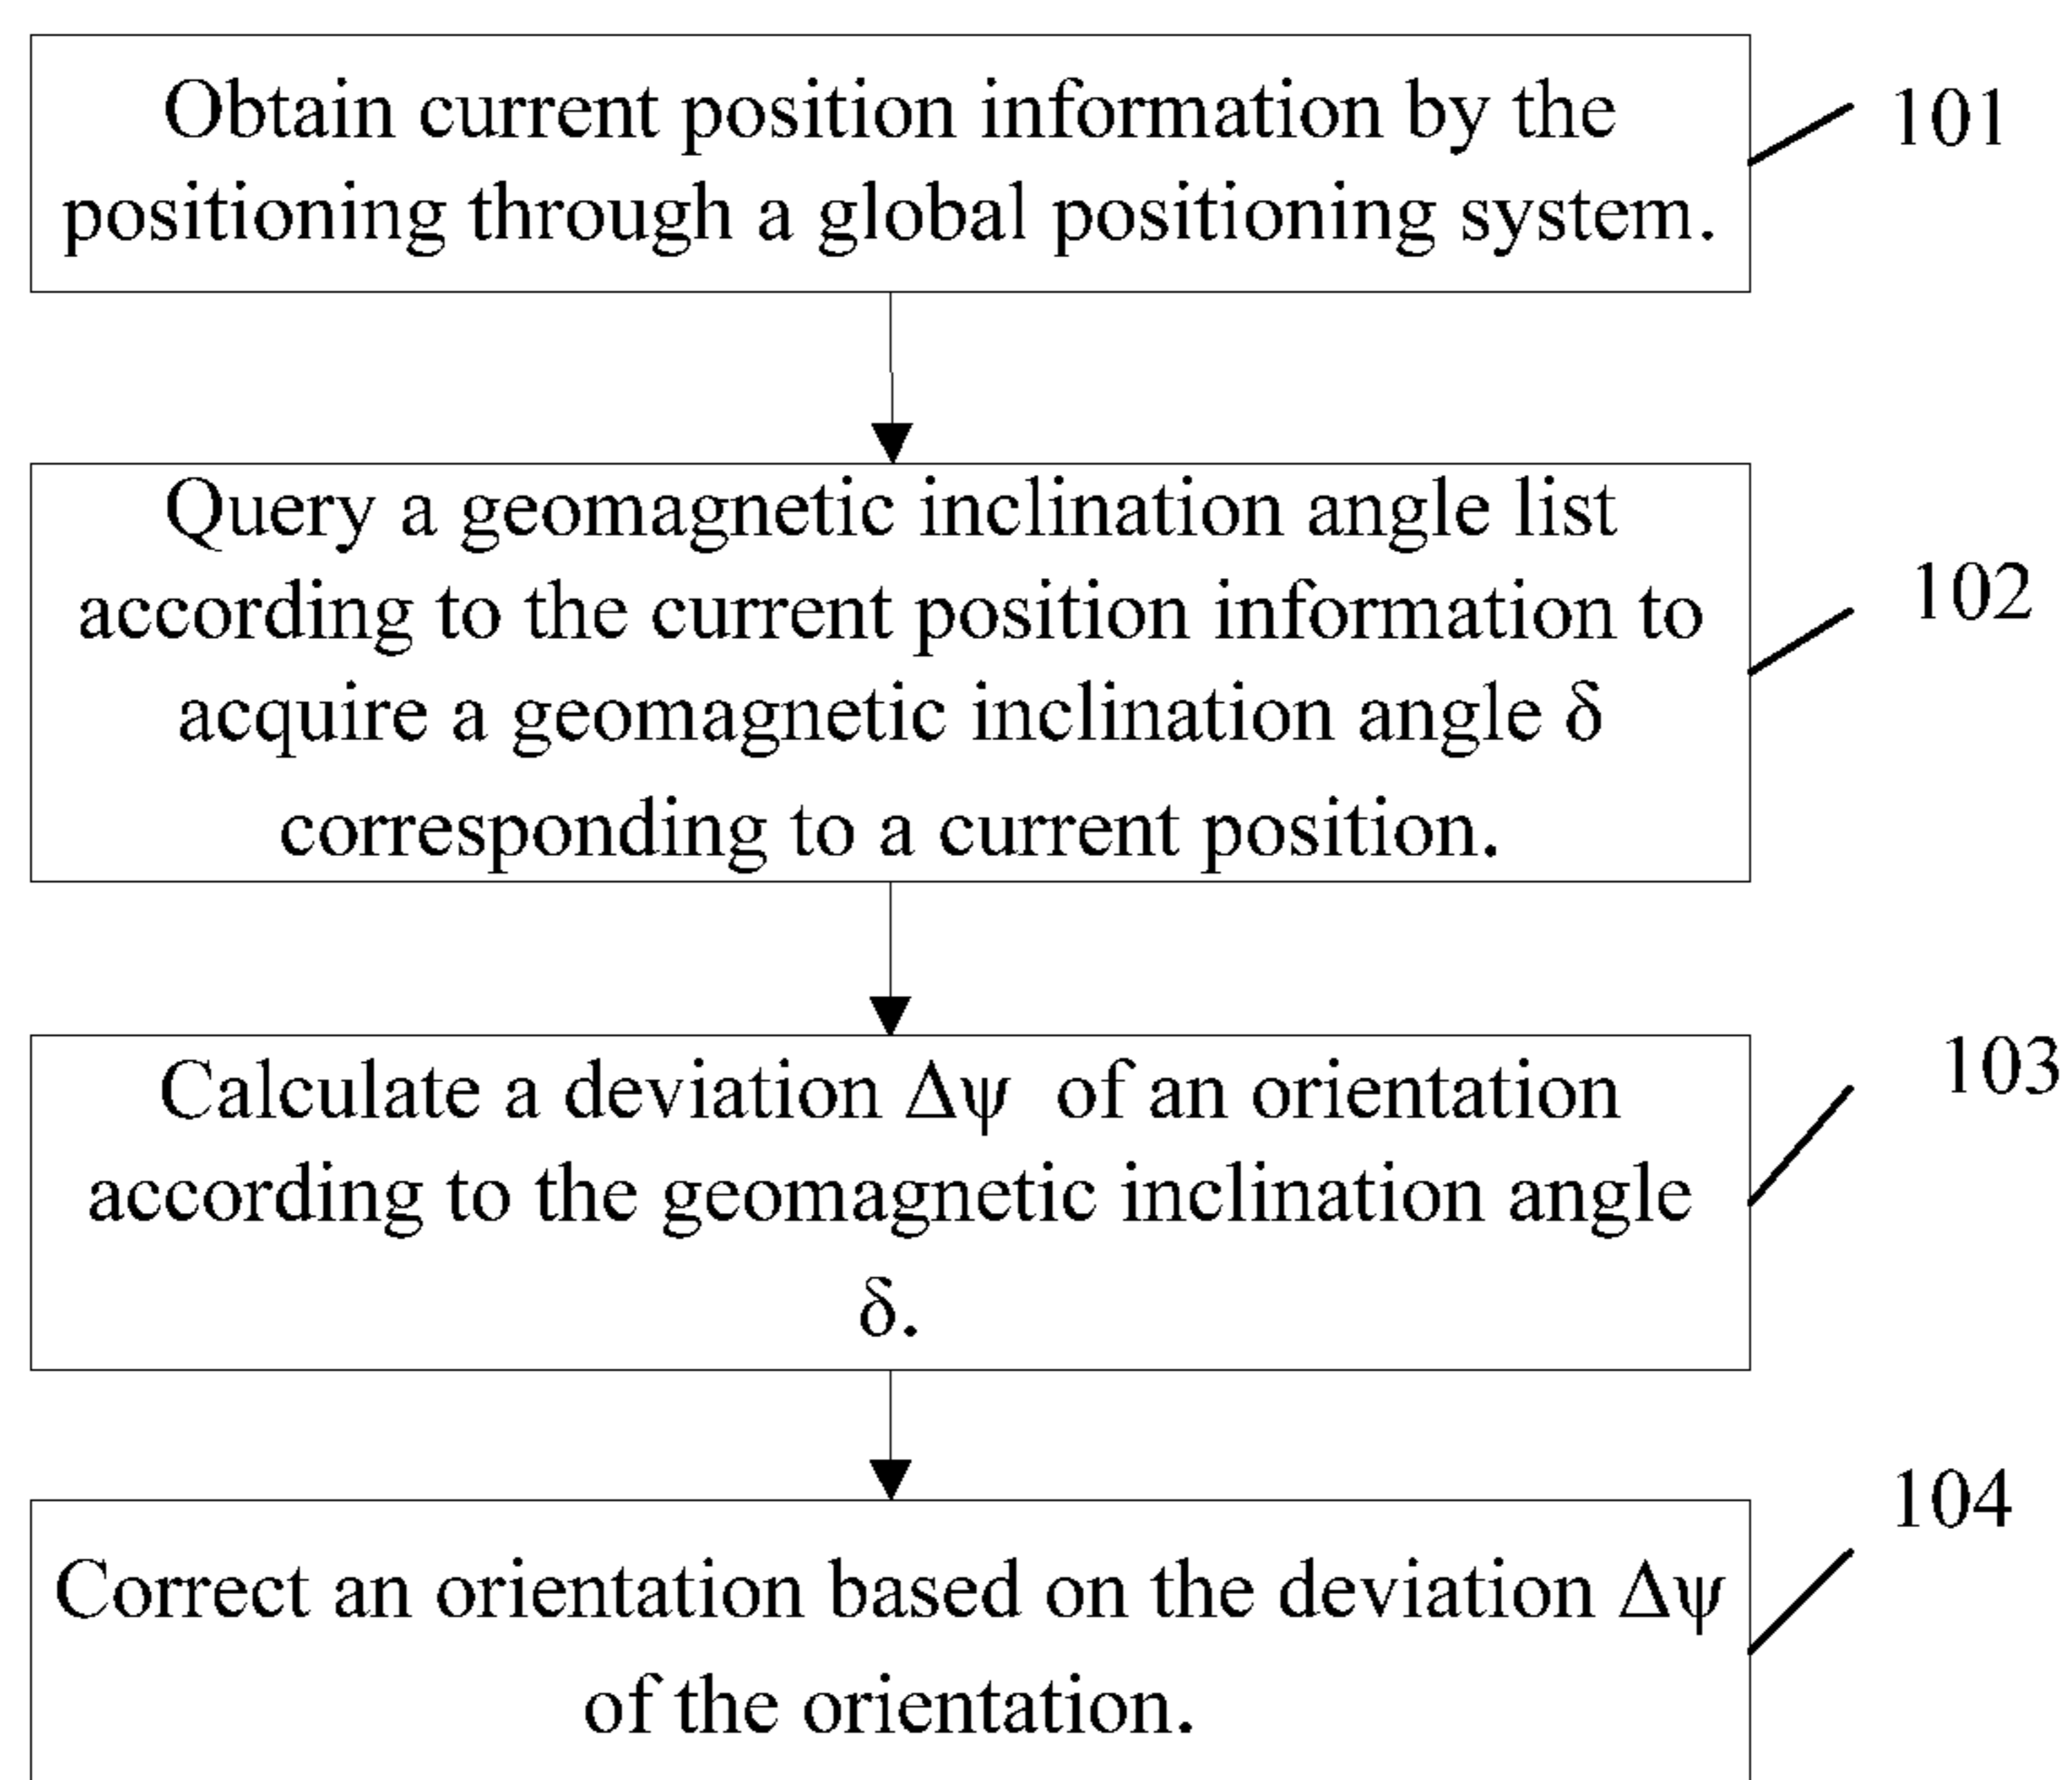 Obtain current position information by the
positioning through a global positioning system.
101
Query a geomagnetic inclination angle list
according to the current position information to
acquire a geomagnetic inclination angle δ
corresponding to a current position.
102
Calculate a deviation Δψ of an orientation
according to the geomagnetic inclination angle
δ.
103
Correct an orientation based on the deviation Δψ
of the orientation.
104